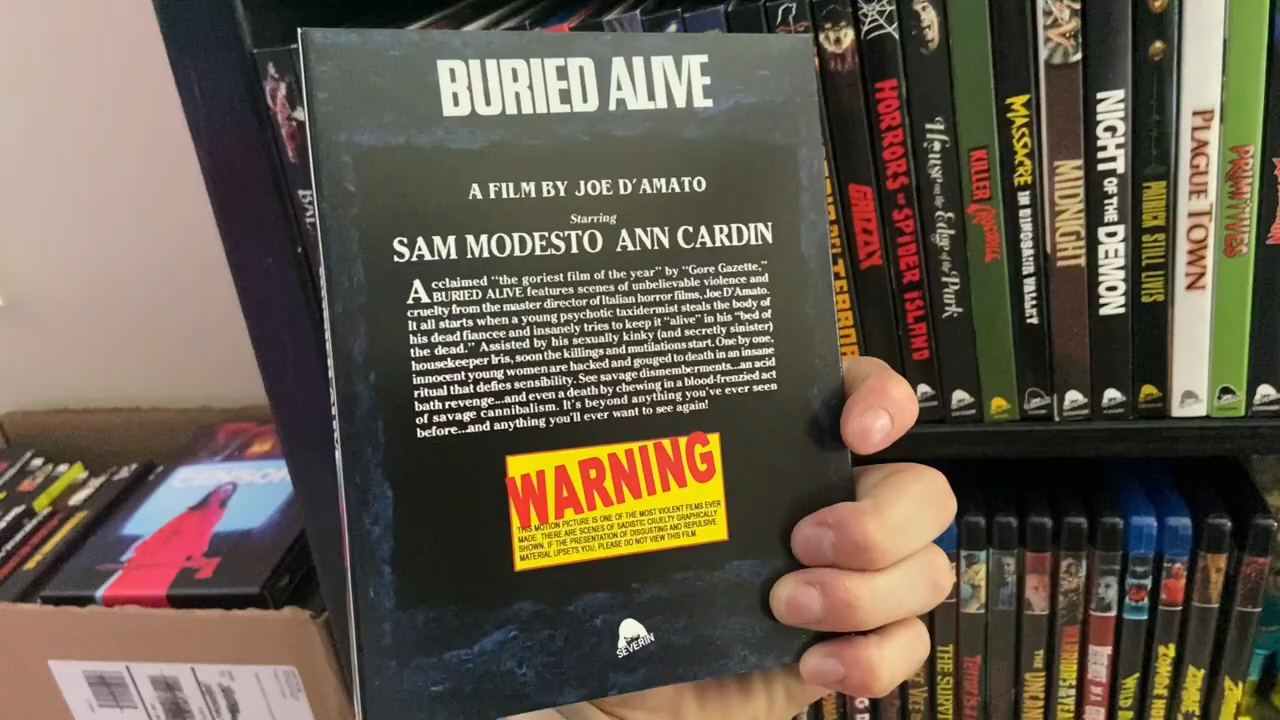 BURIED ALIVE
A FILM BY JOE D'AMATO
Starring
SAM MODESTO ANN CARDIN
Acclaimed "the goriest film of the year" by "Gore Gazette,"
BURIED ALIVE features scenes of unbelievable violence and
cruelty from the master director of Italian horror films, Joe D'Amato.
It all starts when a young psychotic taxidermist steals the body of
his dead fiancee and insanely tries to keep it "alive" in his "bed of
the dead." Assisted by his sexually kinky (and secretly sinister)
housekeeper Iris, soon the killings and mutilations start. One by one,
innocent young women are hacked and gouged to death in an insane
ritual that defies sensibility. See savage dismemberments...an acid
bath revenge...and even a death by chewing in a blood-frenzied act
of savage cannibalism. It's beyond anything you've ever seen
before...and anything you'll ever want to see again!
WARNING
THIS MOTION PICTURE IS ONE OF THE MOST VIOLENT FILMS EVER
MADE. THERE ARE SCENES OF SADISTIC CRUELTY GRAPHICALLY
SHOWN. IF THE PRESENTATION OF DISGUSTING AND REPULSIVE
MATERIAL UPSETS YOU, PLEASE DO NOT VIEW THIS FILM.
SEVERIN
GRIZZLY
HORRORS OF SPIDER ISLAND
House on the Edge of the Park
KILLER CROCODILE
MASSACRE IN DINOSAUR VALLEY
MIDNIGHT
NIGHT OF THE DEMON
PATRICK STILL LIVES
PLAGUE TOWN
PRIMITIVES
THE
ZOMBIE